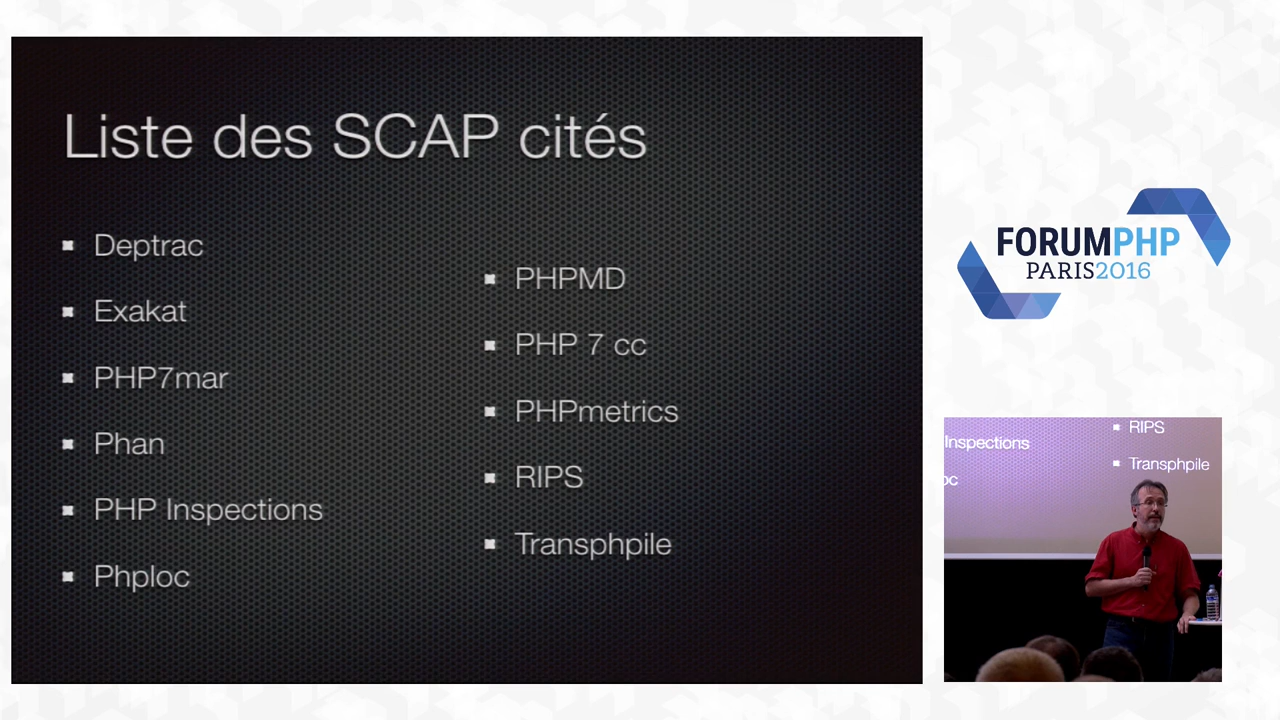 Liste des SCAP cités
Deptrac
Exakat
PHP7mar
Phan
PHP Inspections
Phploc
PHPMD
PHP 7 cc
PHPmetrics
RIPS
Transphpile
FORUMPHP
PARIS2016
Inspections
oc
RIPS
Transphpile